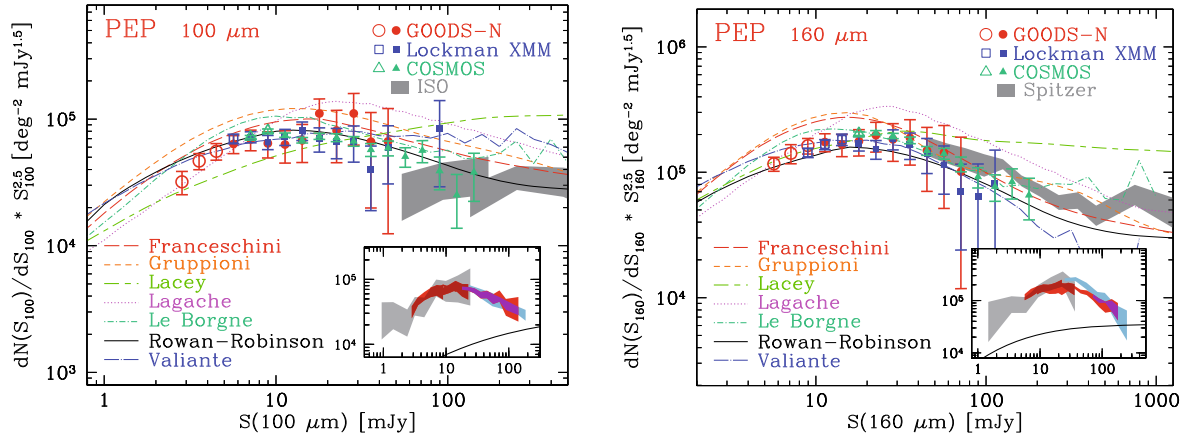 PEP 100 μm
GOODS-N
Lockman XMM
COSMOS
ISO
dN(S100)/dS100 * S100^2.5 [deg^-2 mJy^1.5]
10^5
10^4
10^3
Franceschini
Gruppioni
Lacey
Lagache
Le Borgne
Rowan-Robinson
Valiante
10^5
10^4
1 10 100
1 10 100
S(100 μm) [mJy]
PEP 160 μm
GOODS-N
Lockman XMM
COSMOS
Spitzer
dN(S160)/dS160 * S160^2.5 [deg^-2 mJy^1.5]
10^6
10^5
10^4
Franceschini
Gruppioni
Lacey
Lagache
Le Borgne
Rowan-Robinson
Valiante
10^6
10^5
10^4
1 10 100
10 100 1000
S(160 μm) [mJy]